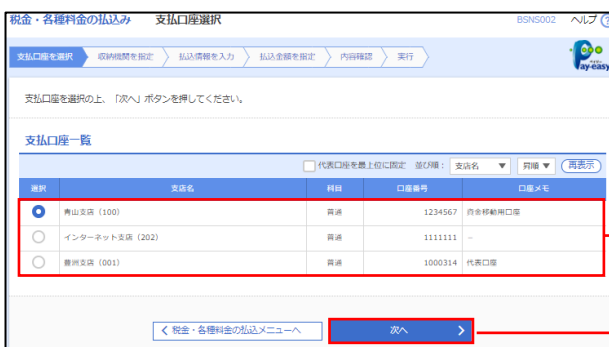 税金・各種料金の払込み 支払口座選択 BSNS002 ヘルプ ?
支払口座を選択 収納機関を指定 払込情報を入力 払込金額を指定 内容確認 実行
ペイジー
Pay-easy
支払口座を選択の上、「次へ」ボタンを押してください。
支払口座一覧
代表口座を最上位に固定 並び順： 支店名 ▼ 昇順 ▼ 再表示
選択 支店名 科目 口座番号 口座メモ
青山支店（100） 普通 1234567 資金移動用口座
インターネット支店（202） 普通 1111111 －
豊洲支店（001） 普通 1000314 代表口座
税金・各種料金の払込メニューへ 次へ